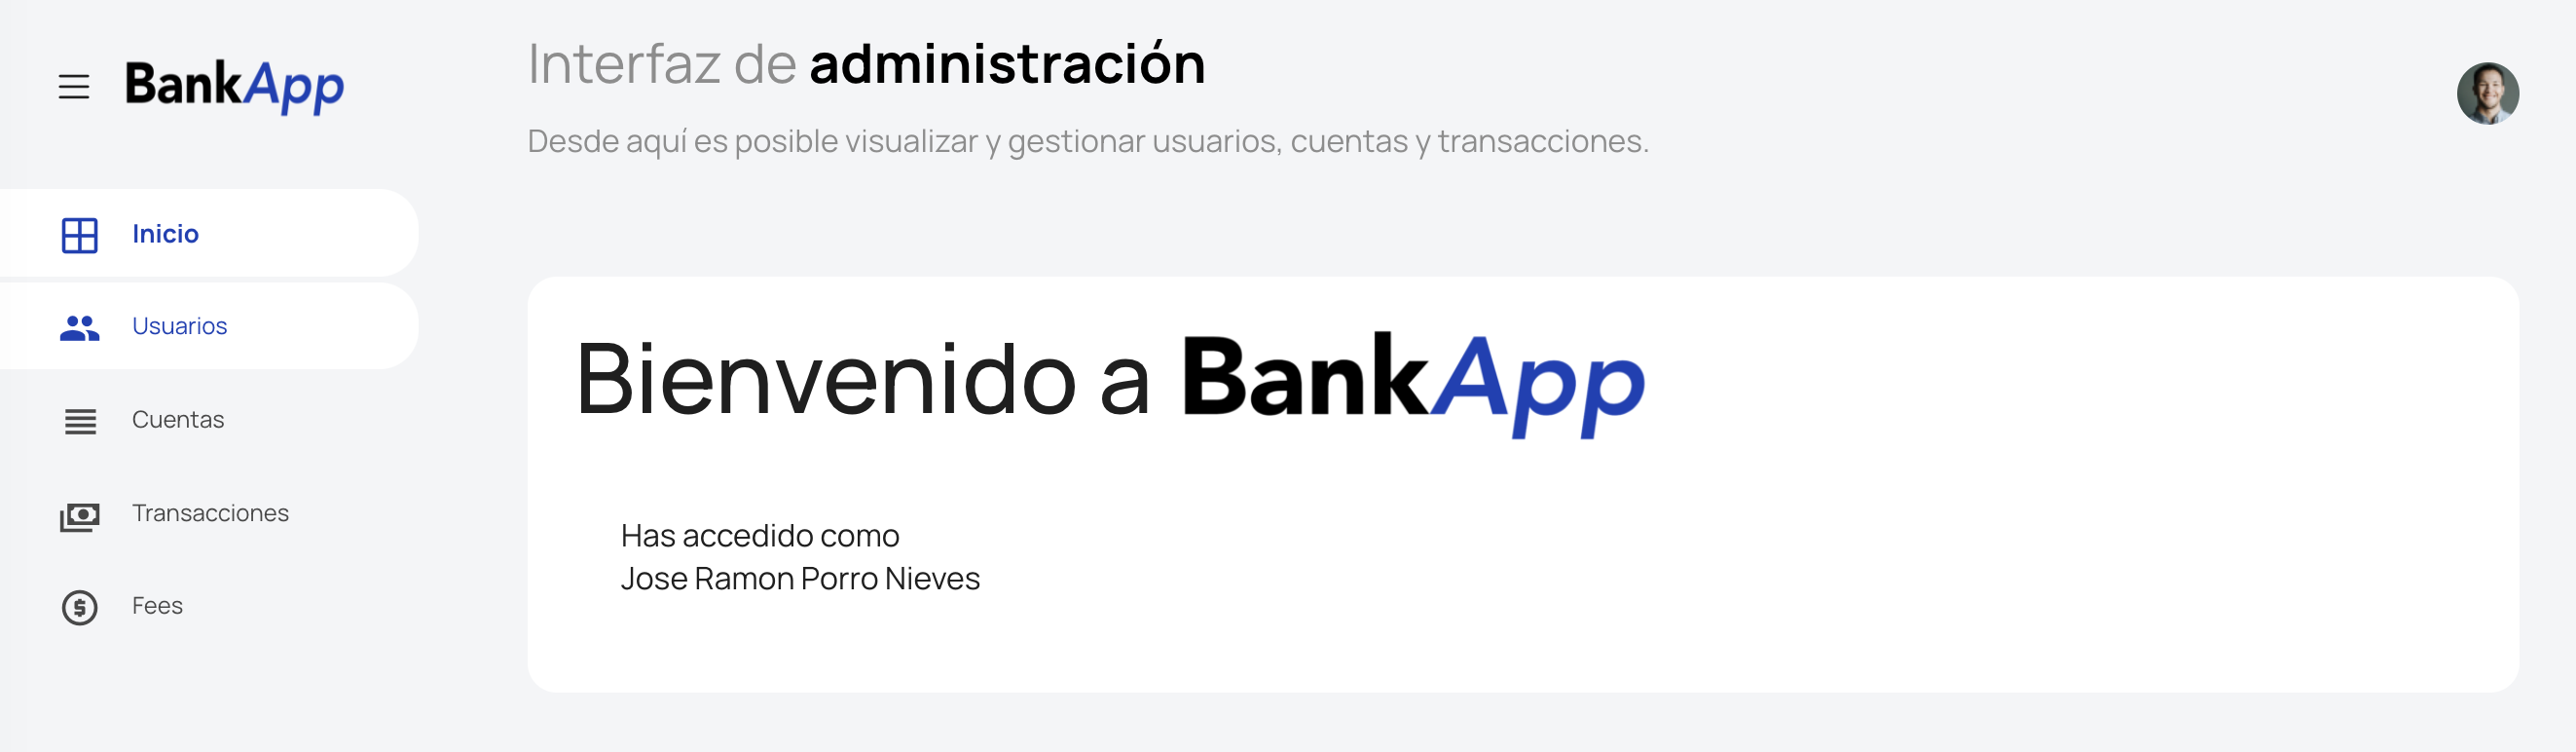 BankApp
Interfaz de administración
Desde aquí es posible visualizar y gestionar usuarios, cuentas y transacciones.
Inicio
Usuarios
Cuentas
Transacciones
Fees
Bienvenido a BankApp
Has accedido como
Jose Ramon Porro Nieves